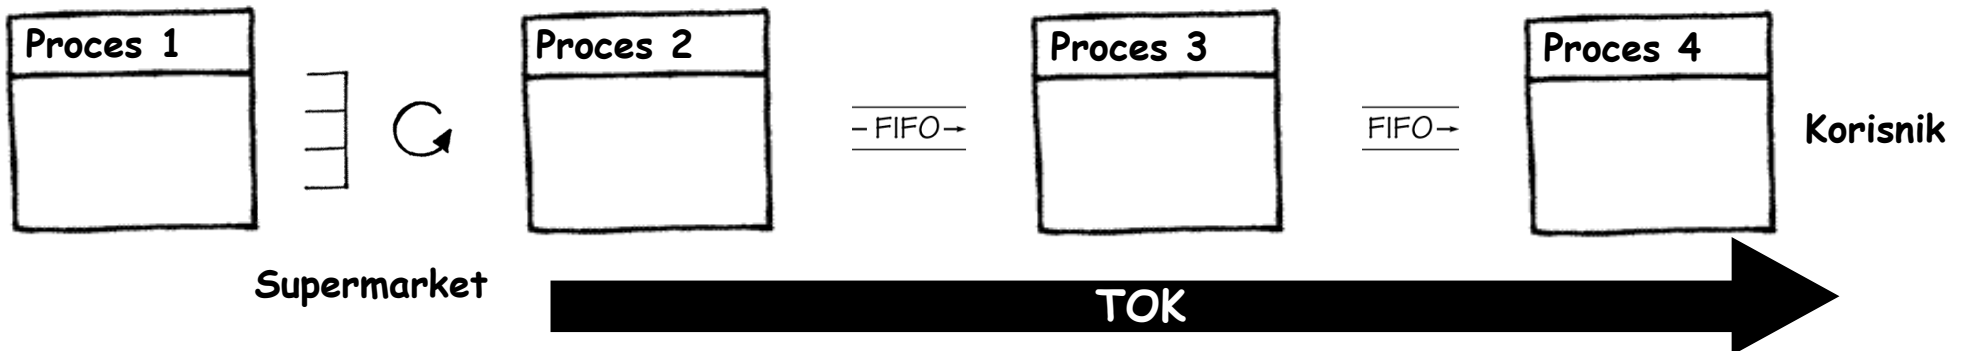 Proces 1
Proces 2
Proces 3
Proces 4
FIFO
FIFO
Korisnik
Supermarket
TOK